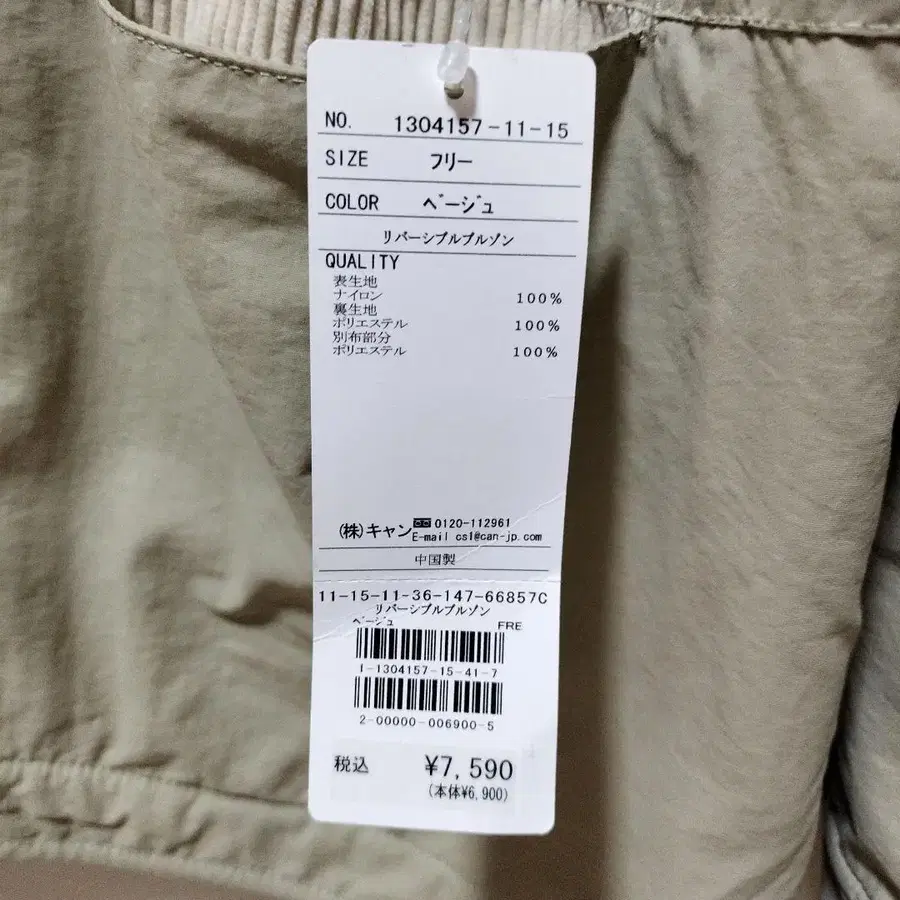 NO. 1304157-11-15
SIZE フリー
COLOR ベージュ
リバーシブルブルゾン
QUALITY
表生地
ナイロン 100%
裏生地
ポリエステル 100%
別布部分
ポリエステル 100%
(株)キャン 0120-112961
E-mail cs1@can-jp.com
中国製
11-15-11-36-147-66857C
リバーシブルブルゾン
ベージュ FRE
1-1304157-15-41-7
2-00000-006900-5
税込 ¥7,590
(本体¥6,900)